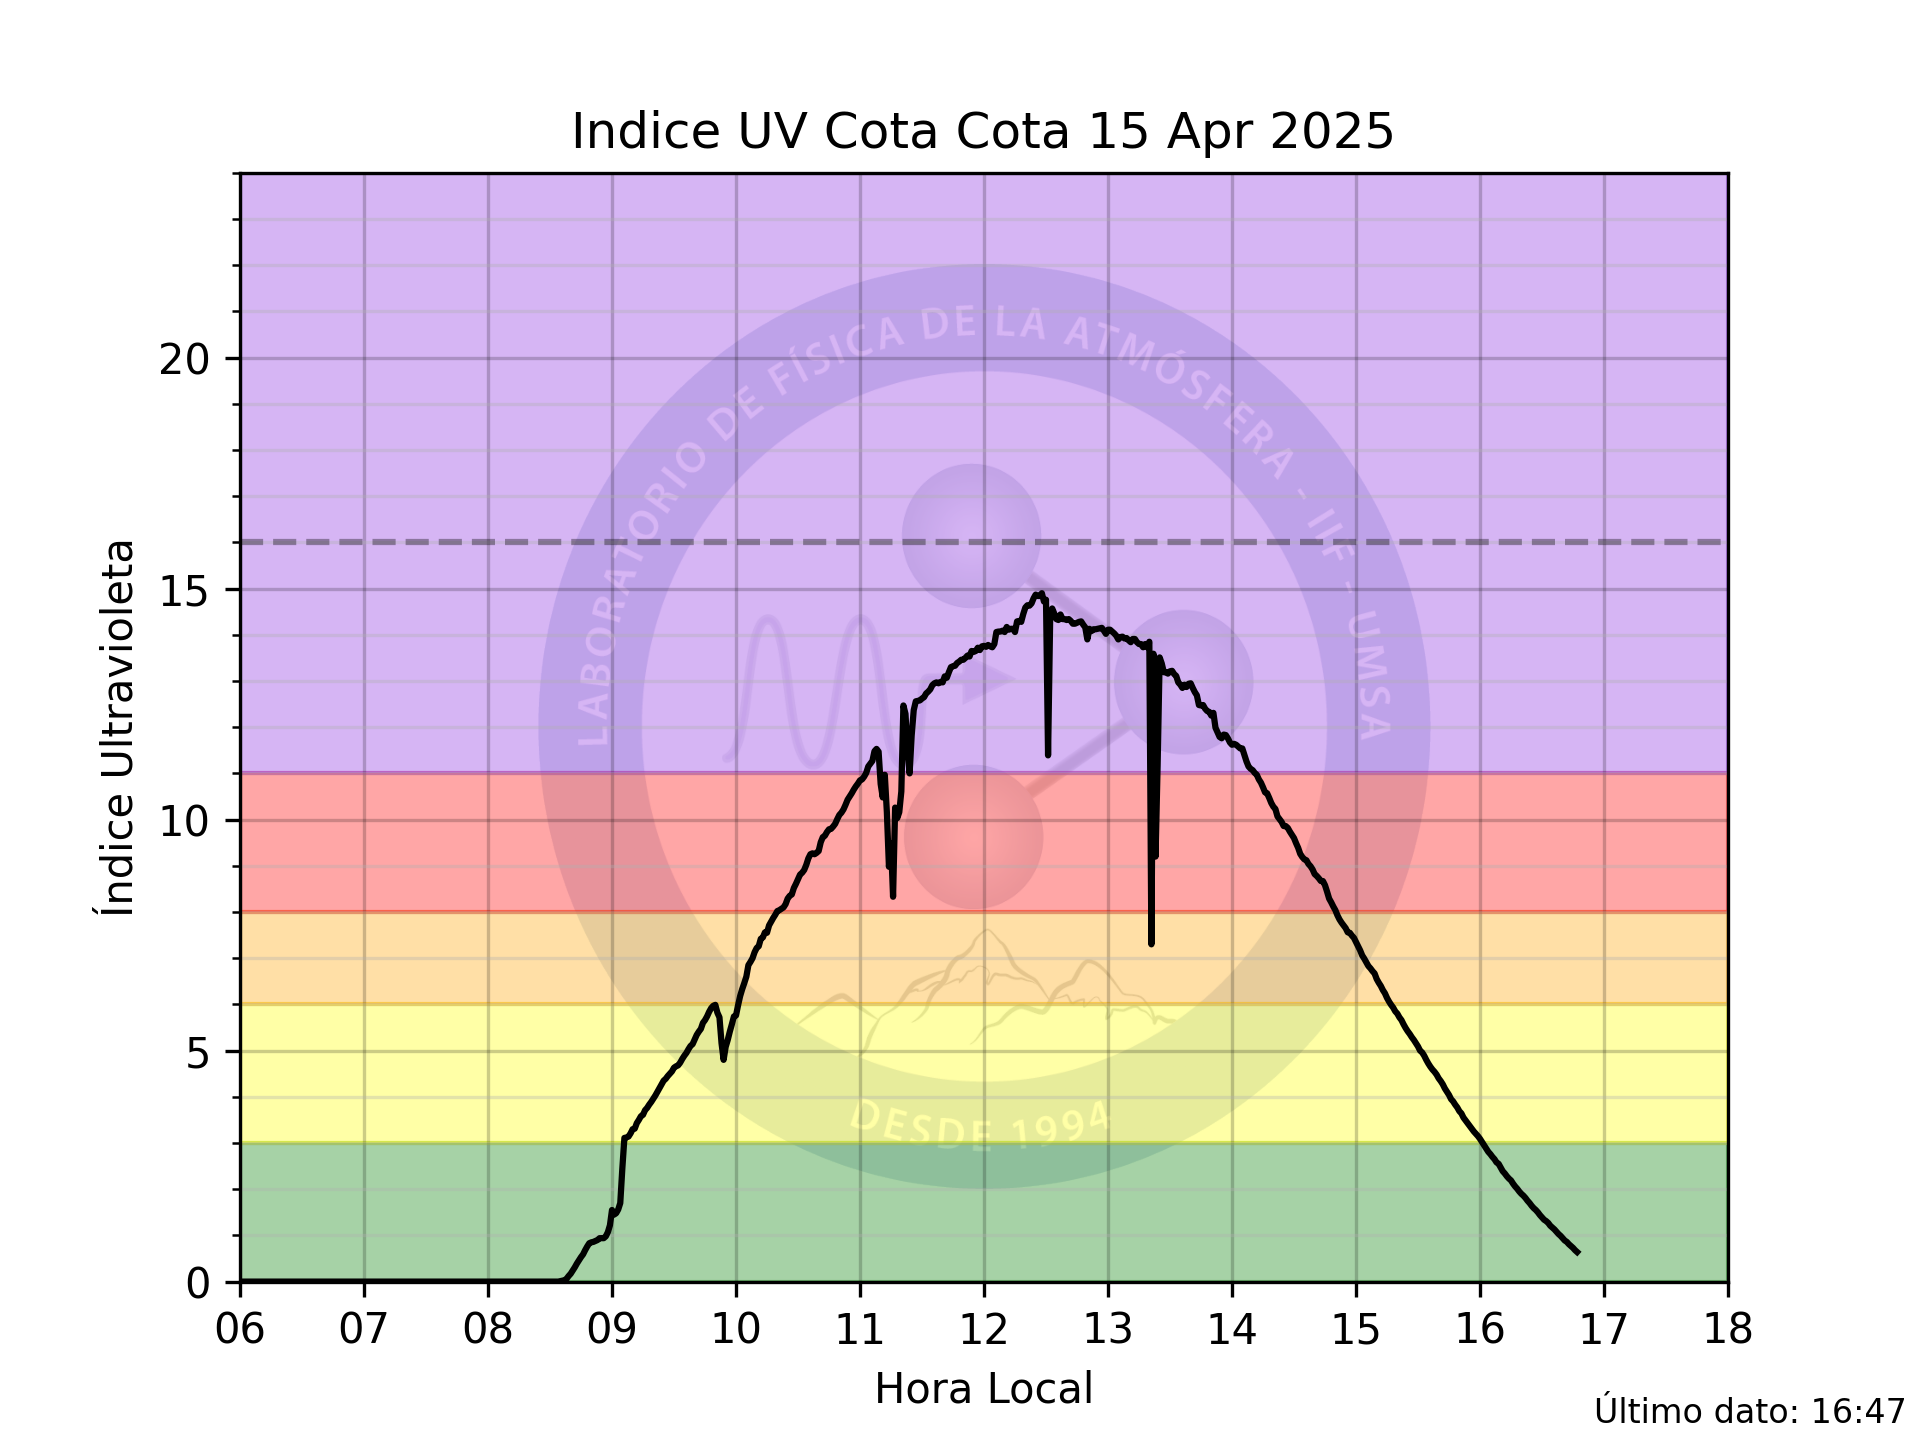 Indice UV Cota Cota 15 Apr 2025
Índice Ultravioleta
20
15
10
5
0
LABORATORIO DE FÍSICA DE LA ATMÓSFERA - IIF - UMSA
DESDE 1994
06 07 08 09 10 11 12 13 14 15 16 17 18
Hora Local
Último dato: 16:47